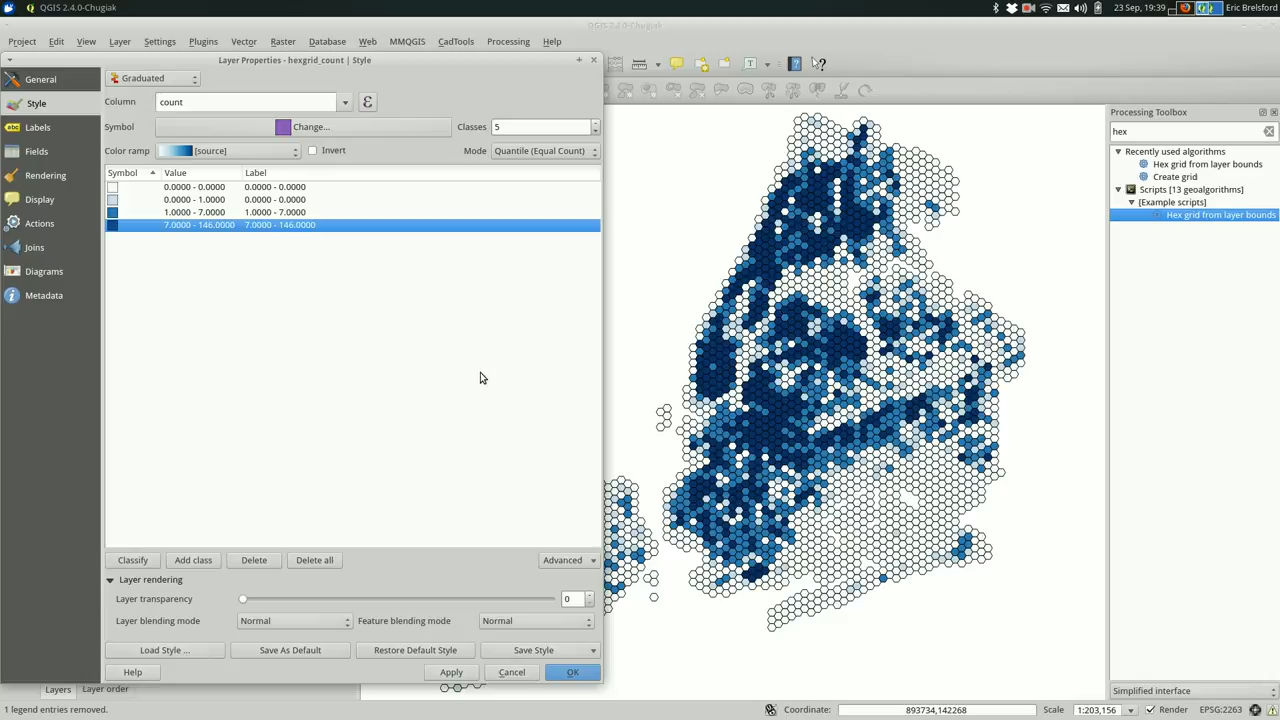 QGIS 2.4.0-Chugiak
23 Sep, 19:39
Eric Brelsford
QGIS 2.4.0-Chugiak
Project Edit View Layer Settings Plugins Vector Raster Database Web MMQGIS CadTools Processing Help
Layer Properties - hexgrid_count | Style
General
Style
Labels
Fields
Rendering
Display
Actions
Joins
Diagrams
Metadata
Graduated
Column count ε
Symbol Change... Classes 5
Color ramp [source] Invert Mode Quantile (Equal Count)
Symbol Value Label
0.0000 - 0.0000 0.0000 - 0.0000
0.0000 - 1.0000 0.0000 - 0.0000
1.0000 - 7.0000 1.0000 - 7.0000
7.0000 - 146.0000 7.0000 - 146.0000
Classify Add class Delete Delete all Advanced
Layer rendering
Layer transparency 0
Layer blending mode Normal Feature blending mode Normal
Load Style ... Save As Default Restore Default Style Save Style
Help Apply Cancel OK
Layers Layer order
Processing Toolbox
hex
Recently used algorithms
Hex grid from layer bounds
Create grid
Scripts [13 geoalgorithms]
[Example scripts]
Hex grid from layer bounds
Simplified interface
1 legend entries removed.
Coordinate: 893734,142268 Scale 1:203,156 Render EPSG:2263